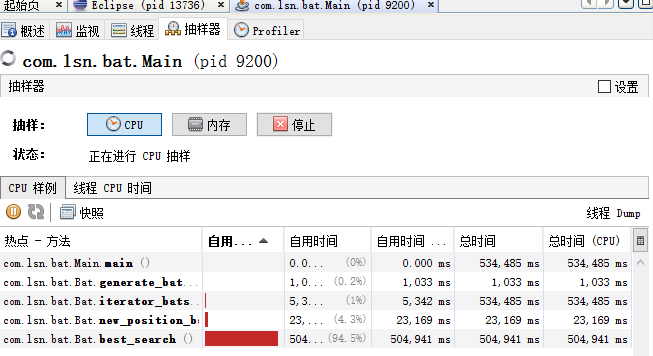 起始页 Eclipse (pid 13736) com.lsn.bat.Main (pid 9200)
概述 监视 线程 抽样器 Profiler
com.lsn.bat.Main (pid 9200)
抽样器 设置
抽样： CPU 内存 停止
状态： 正在进行 CPU 抽样
CPU 样例 线程 CPU 时间
快照 线程 Dump
热点 - 方法 自用... 自用时间 自用时间 ... 总时间 总时间 (CPU)
com.lsn.bat.Main.main () 0.0... (0%) 0.000 ms 534,485 ms 534,485 ms
com.lsn.bat.Bat.generate_bat... 1,0... (0.2%) 1,033 ms 1,033 ms 1,033 ms
com.lsn.bat.Bat.iterator_bats... 5,3... (1%) 5,342 ms 534,485 ms 534,485 ms
com.lsn.bat.Bat.new_position_b... 23,... (4.3%) 23,169 ms 23,169 ms 23,169 ms
com.lsn.bat.Bat.best_search () 504... (94.5%) 504,941 ms 504,941 ms 504,941 ms